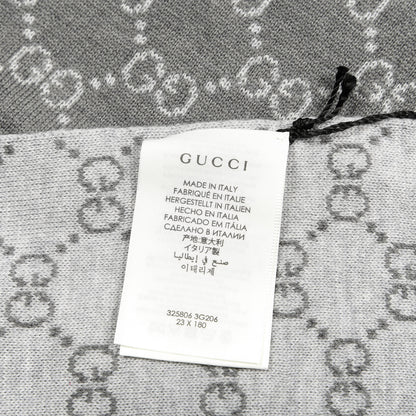 GUCCI
MADE IN ITALY
FABRIQUÉ EN ITALIE
HERGESTELLT IN ITALIEN
HECHO EN ITALIA
FABRICADO EM ITÁLIA
СДЕЛАНО В ИТАЛИИ
产地:意大利
イタリア製
صنع في إيطاليا
이태리제
325806 3G206
23 X 180